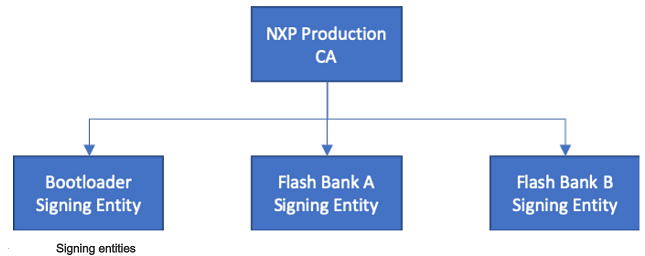 NXP Production
CA
Bootloader
Signing Entity
Flash Bank A
Signing Entity
Flash Bank B
Signing Entity
Signing entities